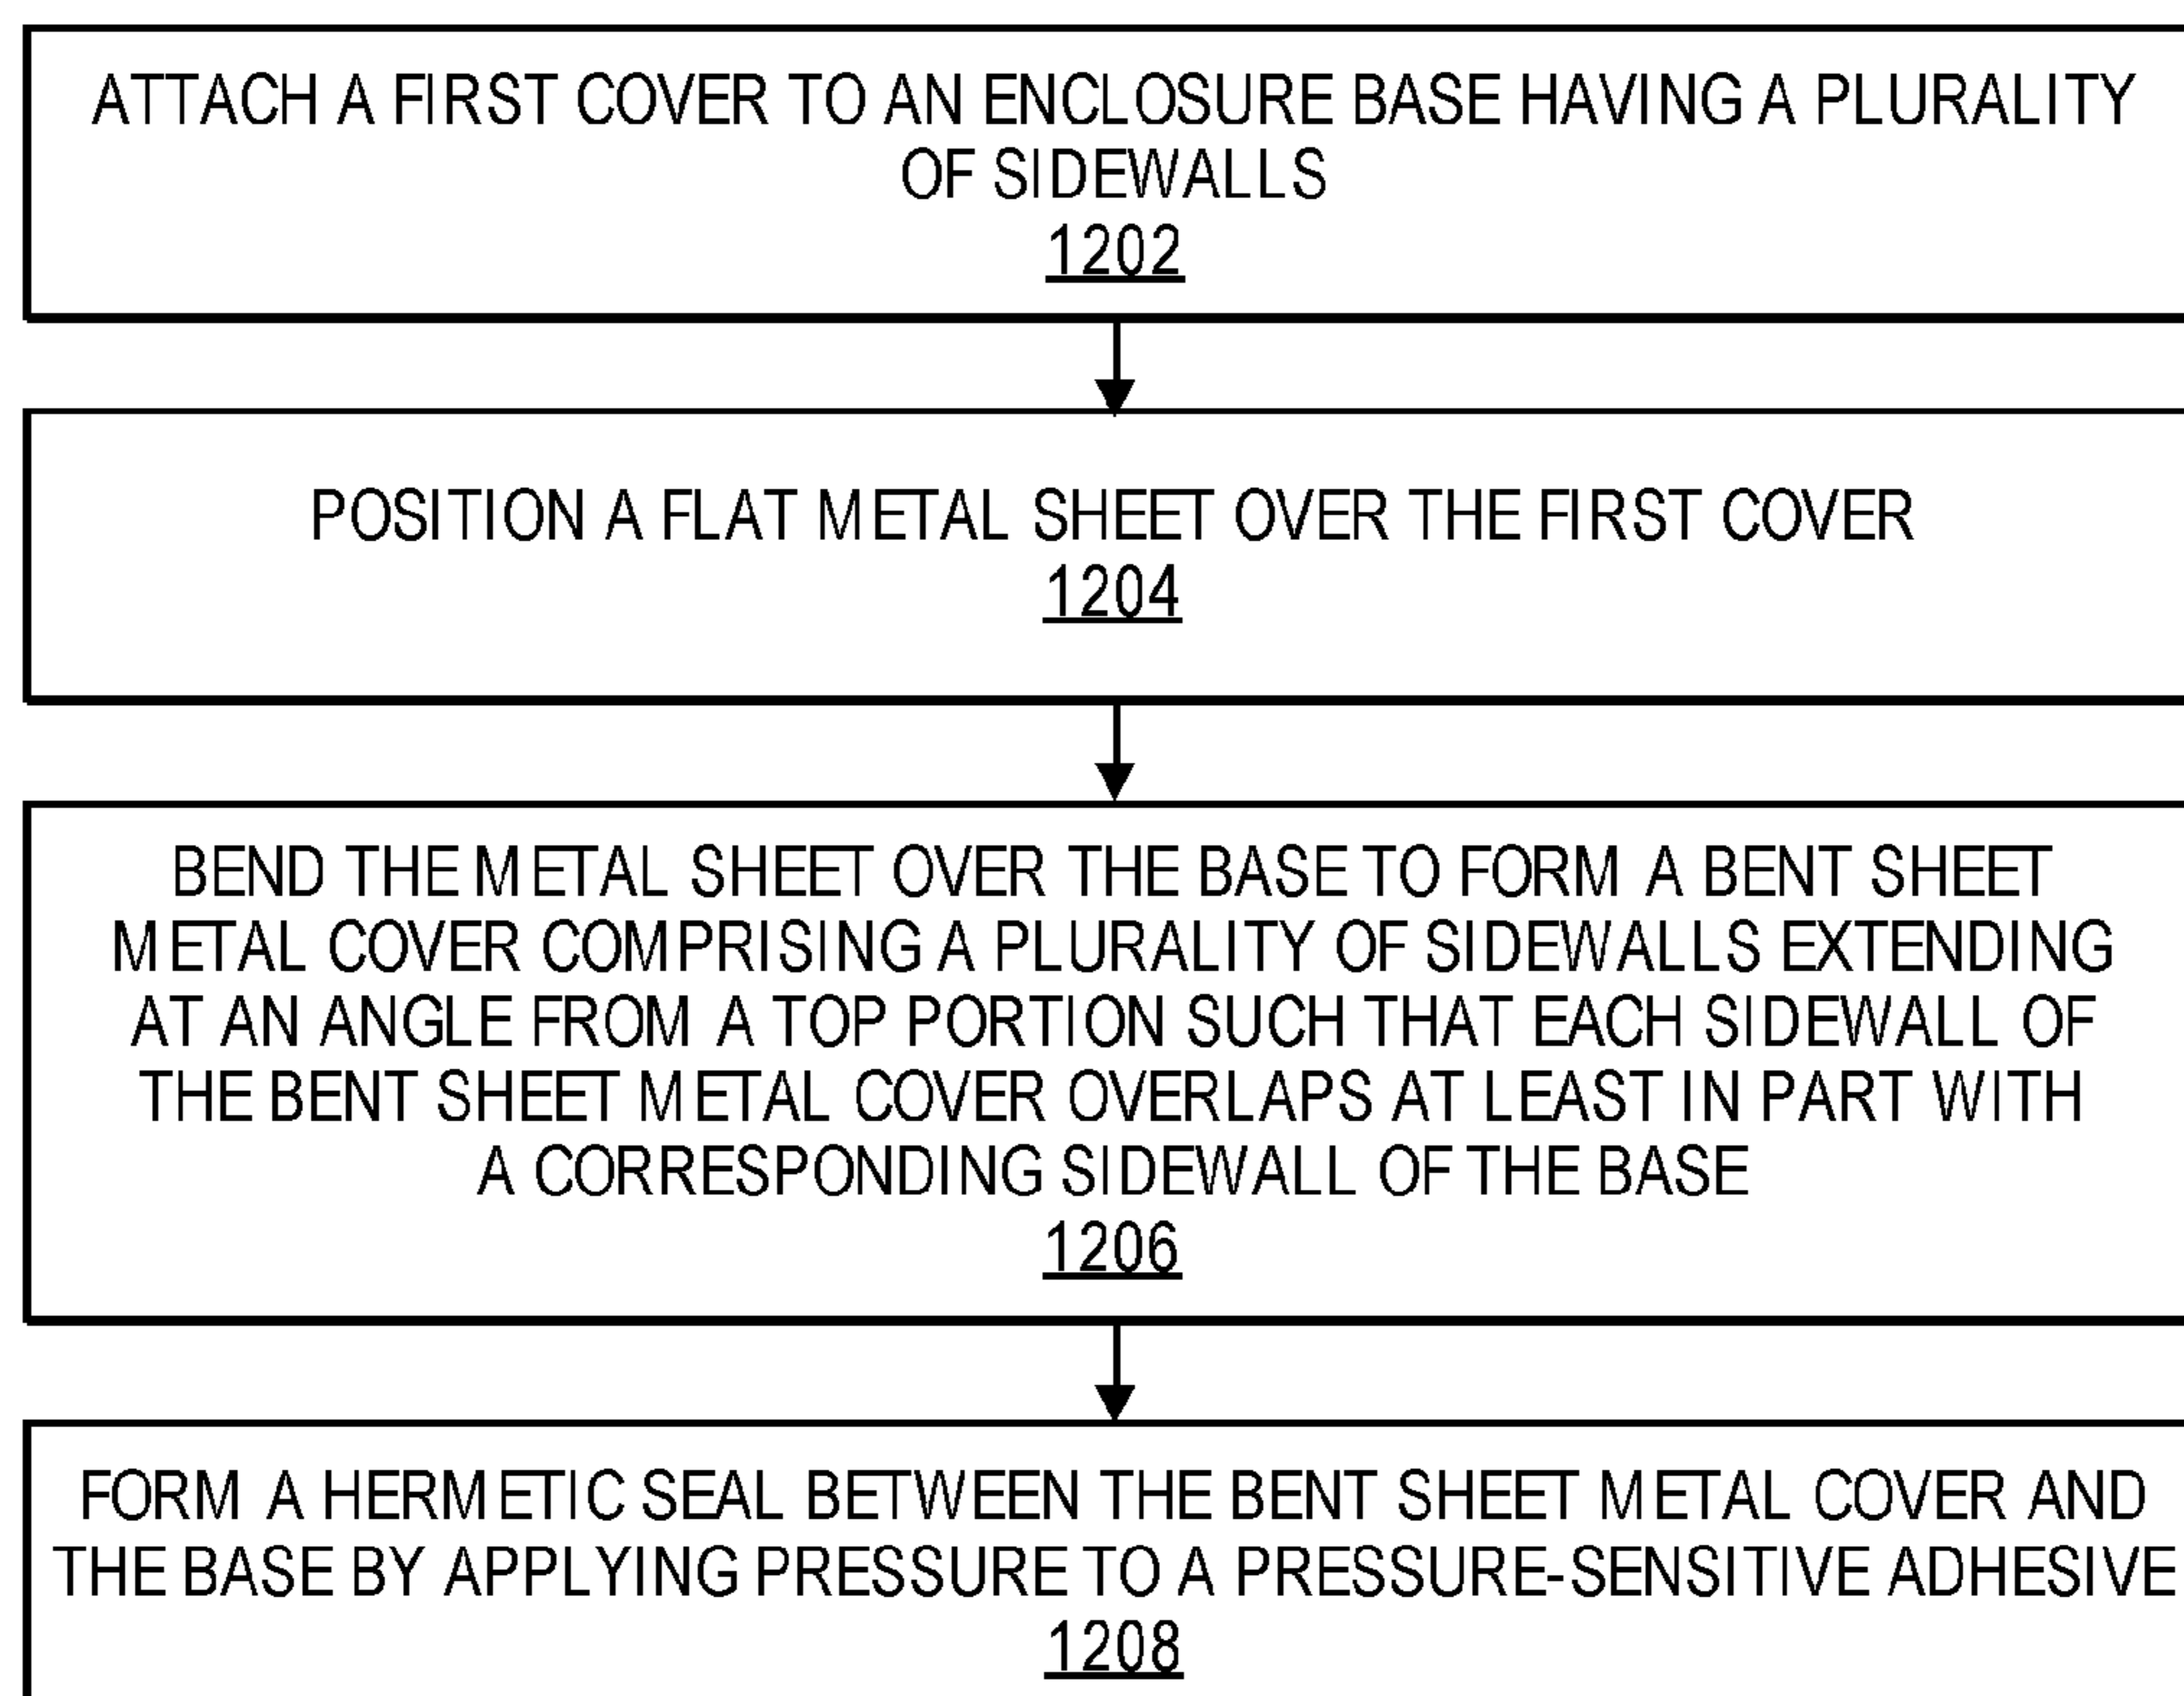 ATTACH A FIRST COVER TO AN ENCLOSURE BASE HAVING A PLURALITY
OF SIDEWALLS
1202
POSITION A FLAT METAL SHEET OVER THE FIRST COVER
1204
BEND THE METAL SHEET OVER THE BASE TO FORM A BENT SHEET
METAL COVER COMPRISING A PLURALITY OF SIDEWALLS EXTENDING
AT AN ANGLE FROM A TOP PORTION SUCH THAT EACH SIDEWALL OF
THE BENT SHEET METAL COVER OVERLAPS AT LEAST IN PART WITH
A CORRESPONDING SIDEWALL OF THE BASE
1206
FORM A HERMETIC SEAL BETWEEN THE BENT SHEET METAL COVER AND
THE BASE BY APPLYING PRESSURE TO A PRESSURE-SENSITIVE ADHESIVE
1208